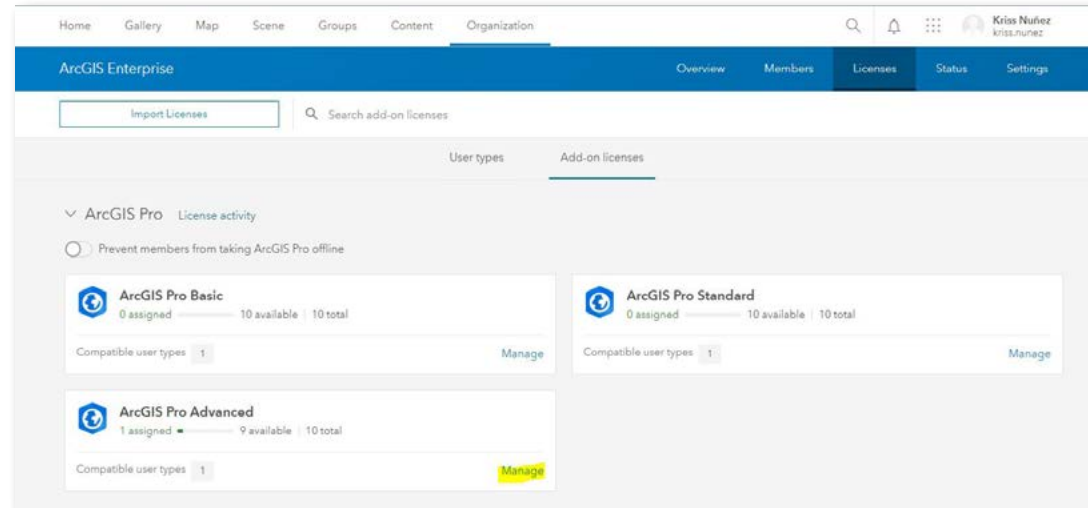 Home Gallery Map Scene Groups Content Organization Kriss Nuñez
kriss.nunez
ArcGIS Enterprise Overview Members Licenses Status Settings
Import Licenses Search add-on licenses
User types Add-on licenses
ArcGIS Pro License activity
Prevent members from taking ArcGIS Pro offline
ArcGIS Pro Basic
0 assigned 10 available 10 total
Compatible user types 1 Manage
ArcGIS Pro Standard
0 assigned 10 available 10 total
Compatible user types 1 Manage
ArcGIS Pro Advanced
1 assigned 9 available 10 total
Compatible user types 1 Manage